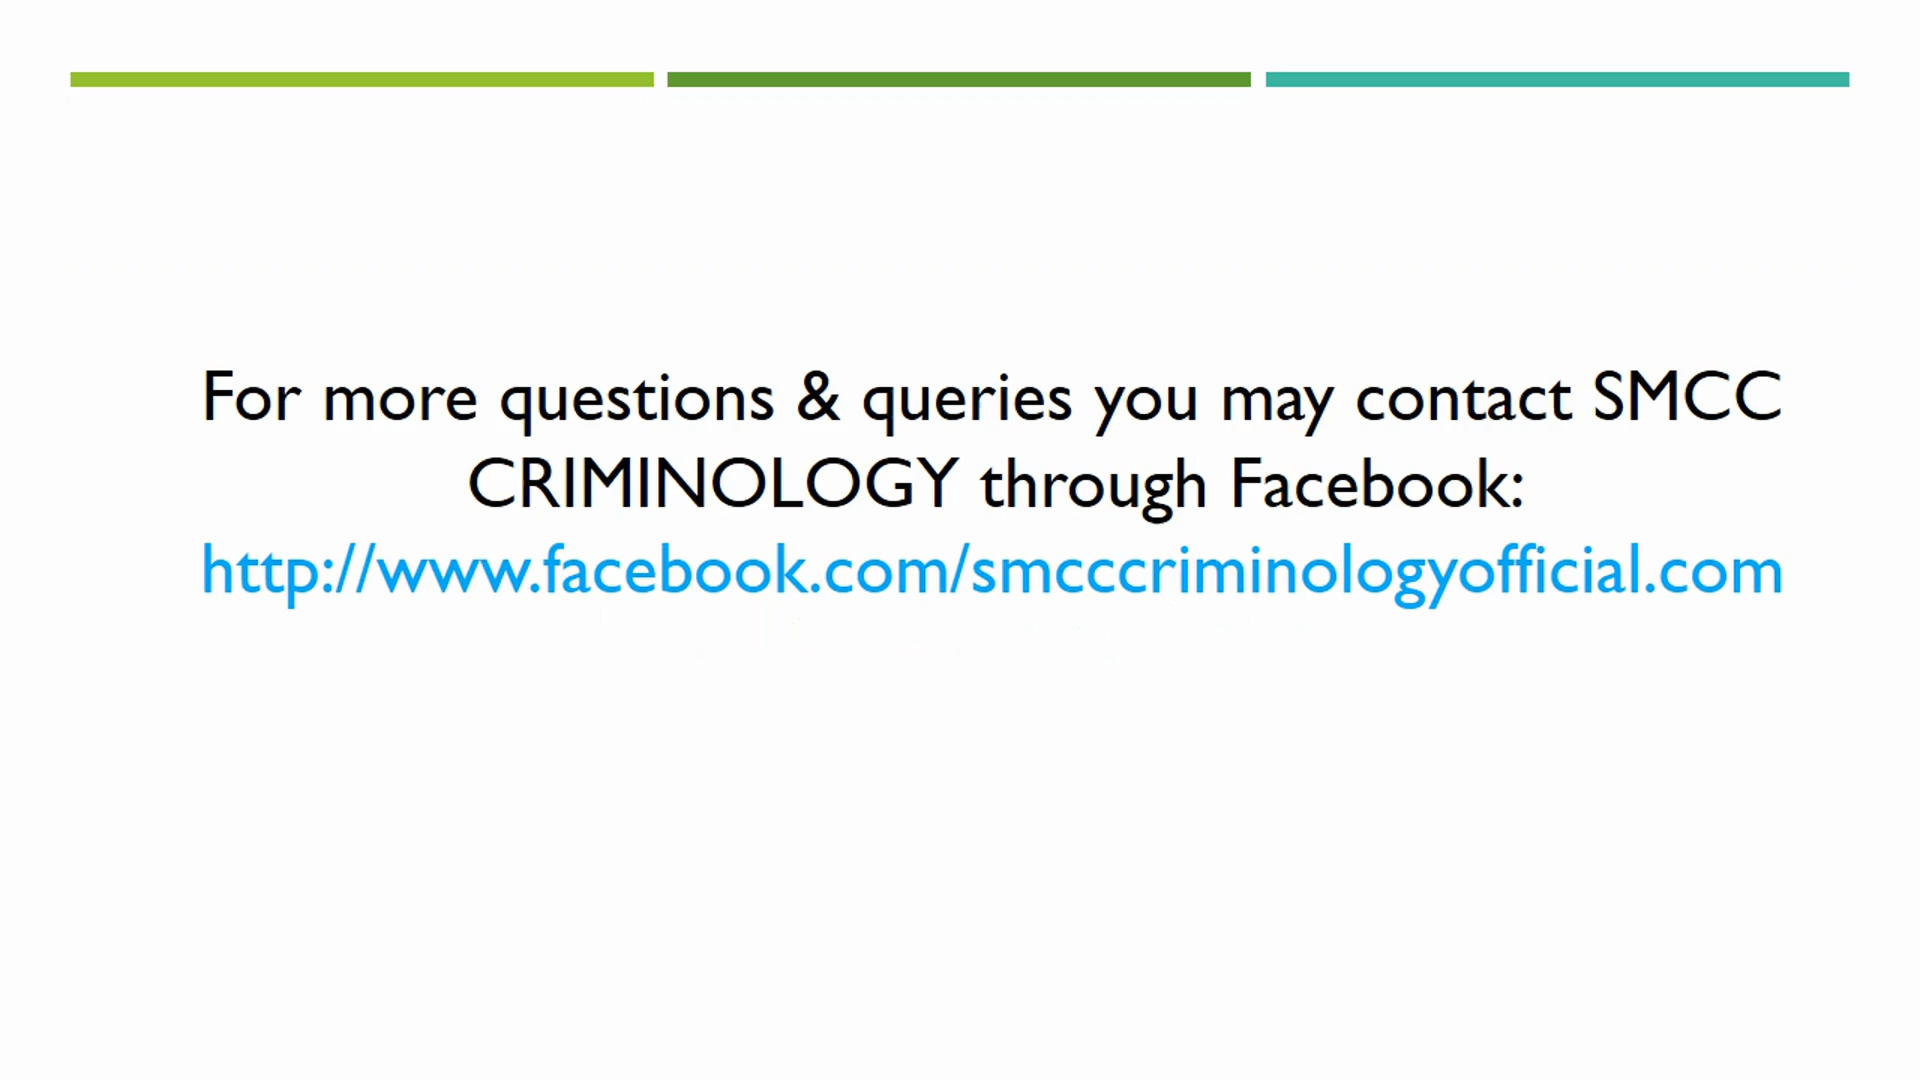 For more questions & queries you may contact SMCC
CRIMINOLOGY through Facebook:
http://www.facebook.com/smcccriminologyofficial.com